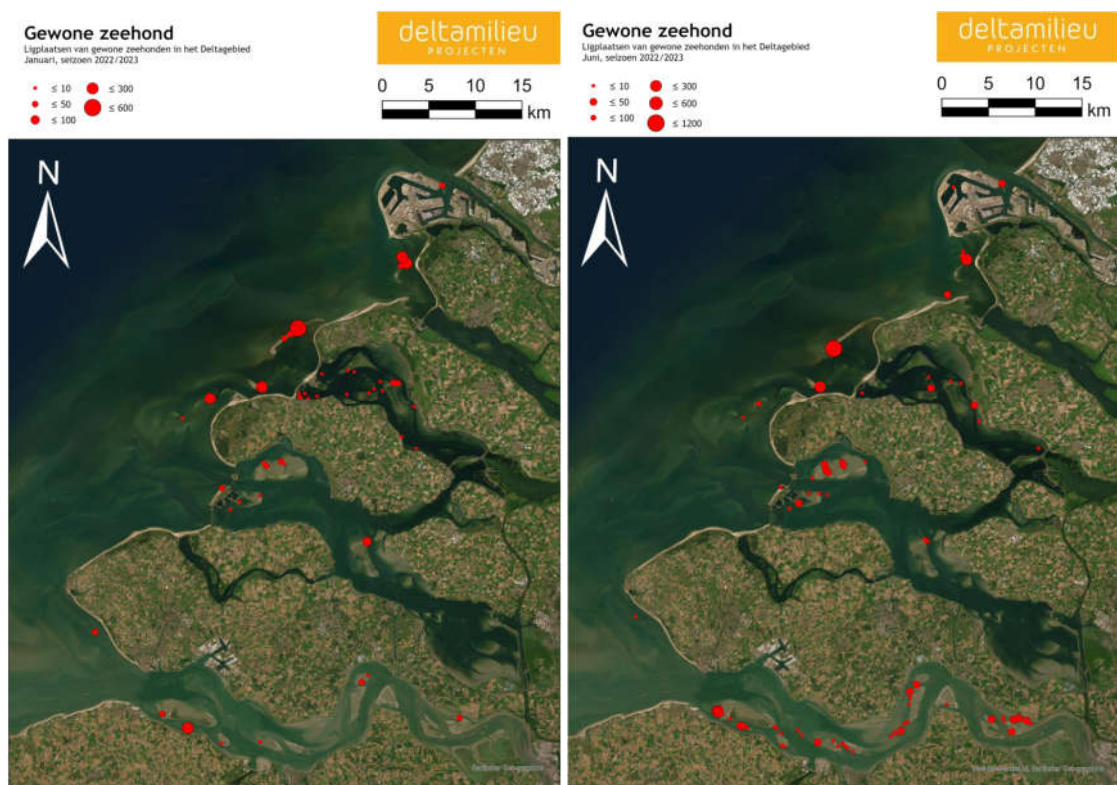 Gewone zeehond
Ligplaatsen van gewone zeehonden in het Deltagebied
Januari, seizoen 2022/2023
≤ 10
≤ 300
≤ 50
≤ 600
≤ 100
deltamilieu
PROJECTEN
0 5 10 15
km
N
Gewone zeehond
Ligplaatsen van gewone zeehonden in het Deltagebied
Juni, seizoen 2022/2023
≤ 10
≤ 300
≤ 50
≤ 600
≤ 100
≤ 1200
deltamilieu
PROJECTEN
0 5 10 15
km
N